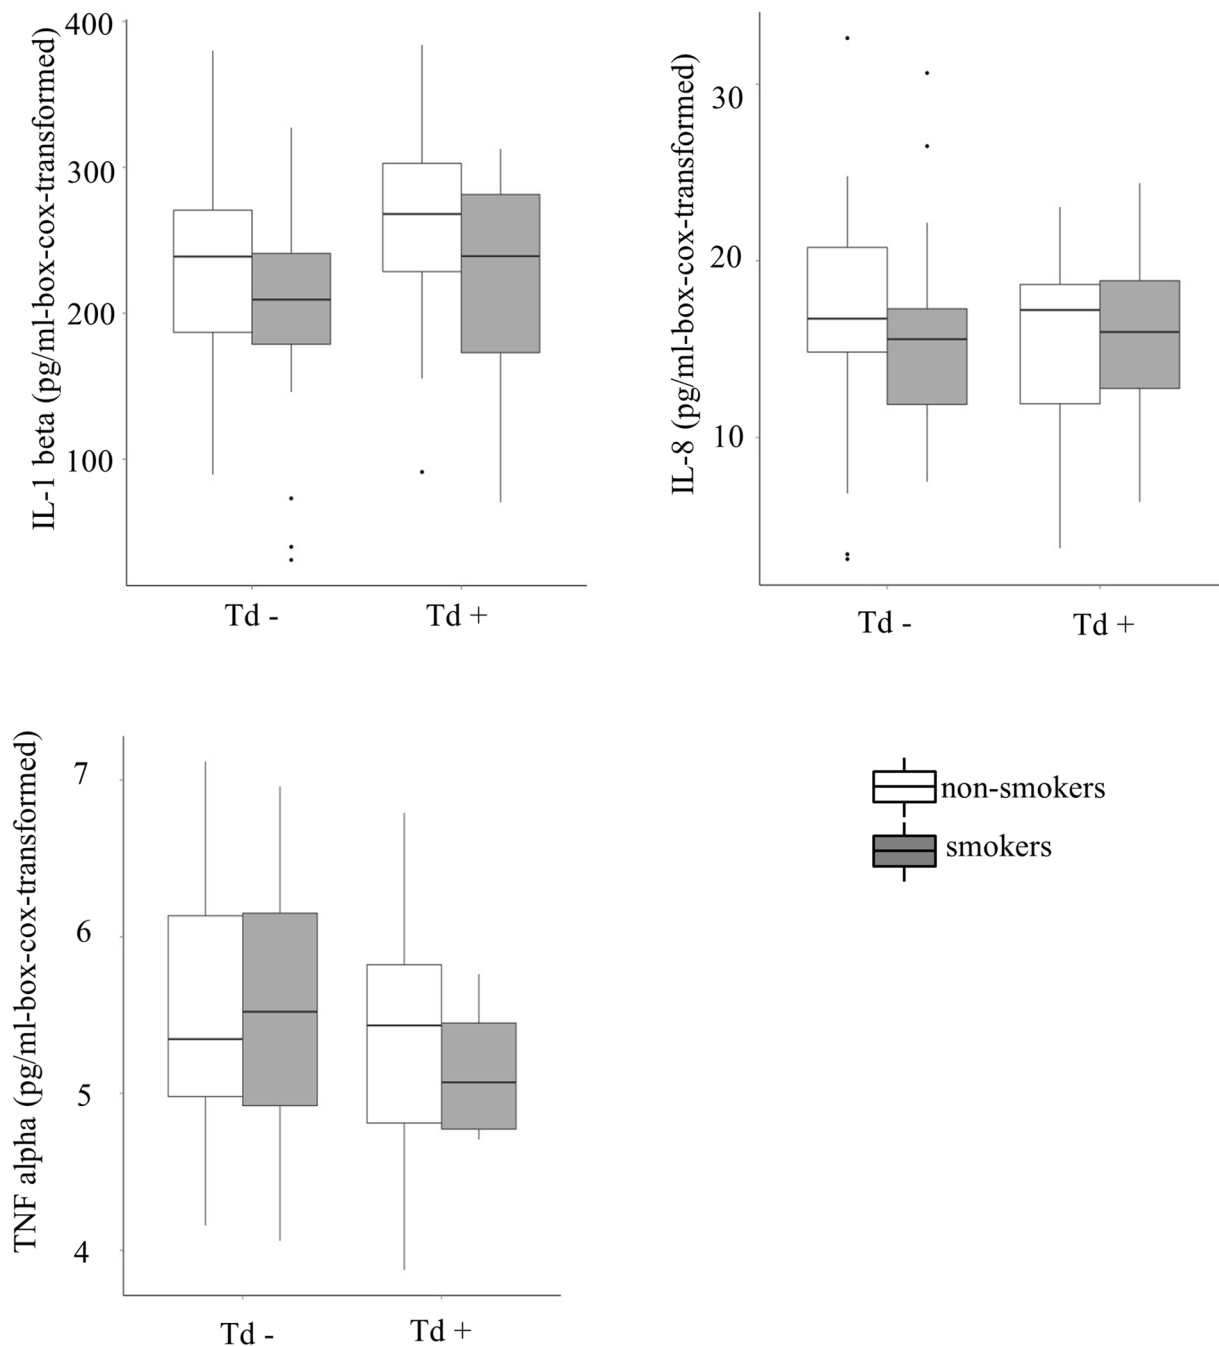 IL-1 beta (pg/ml-box-cox-transformed)
400
300
200
100
Td -
Td +
IL-8 (pg/ml-box-cox-transformed)
30
20
10
Td -
Td +
TNF alpha (pg/ml-box-cox-transformed)
7
6
5
4
Td -
Td +
non-smokers
smokers